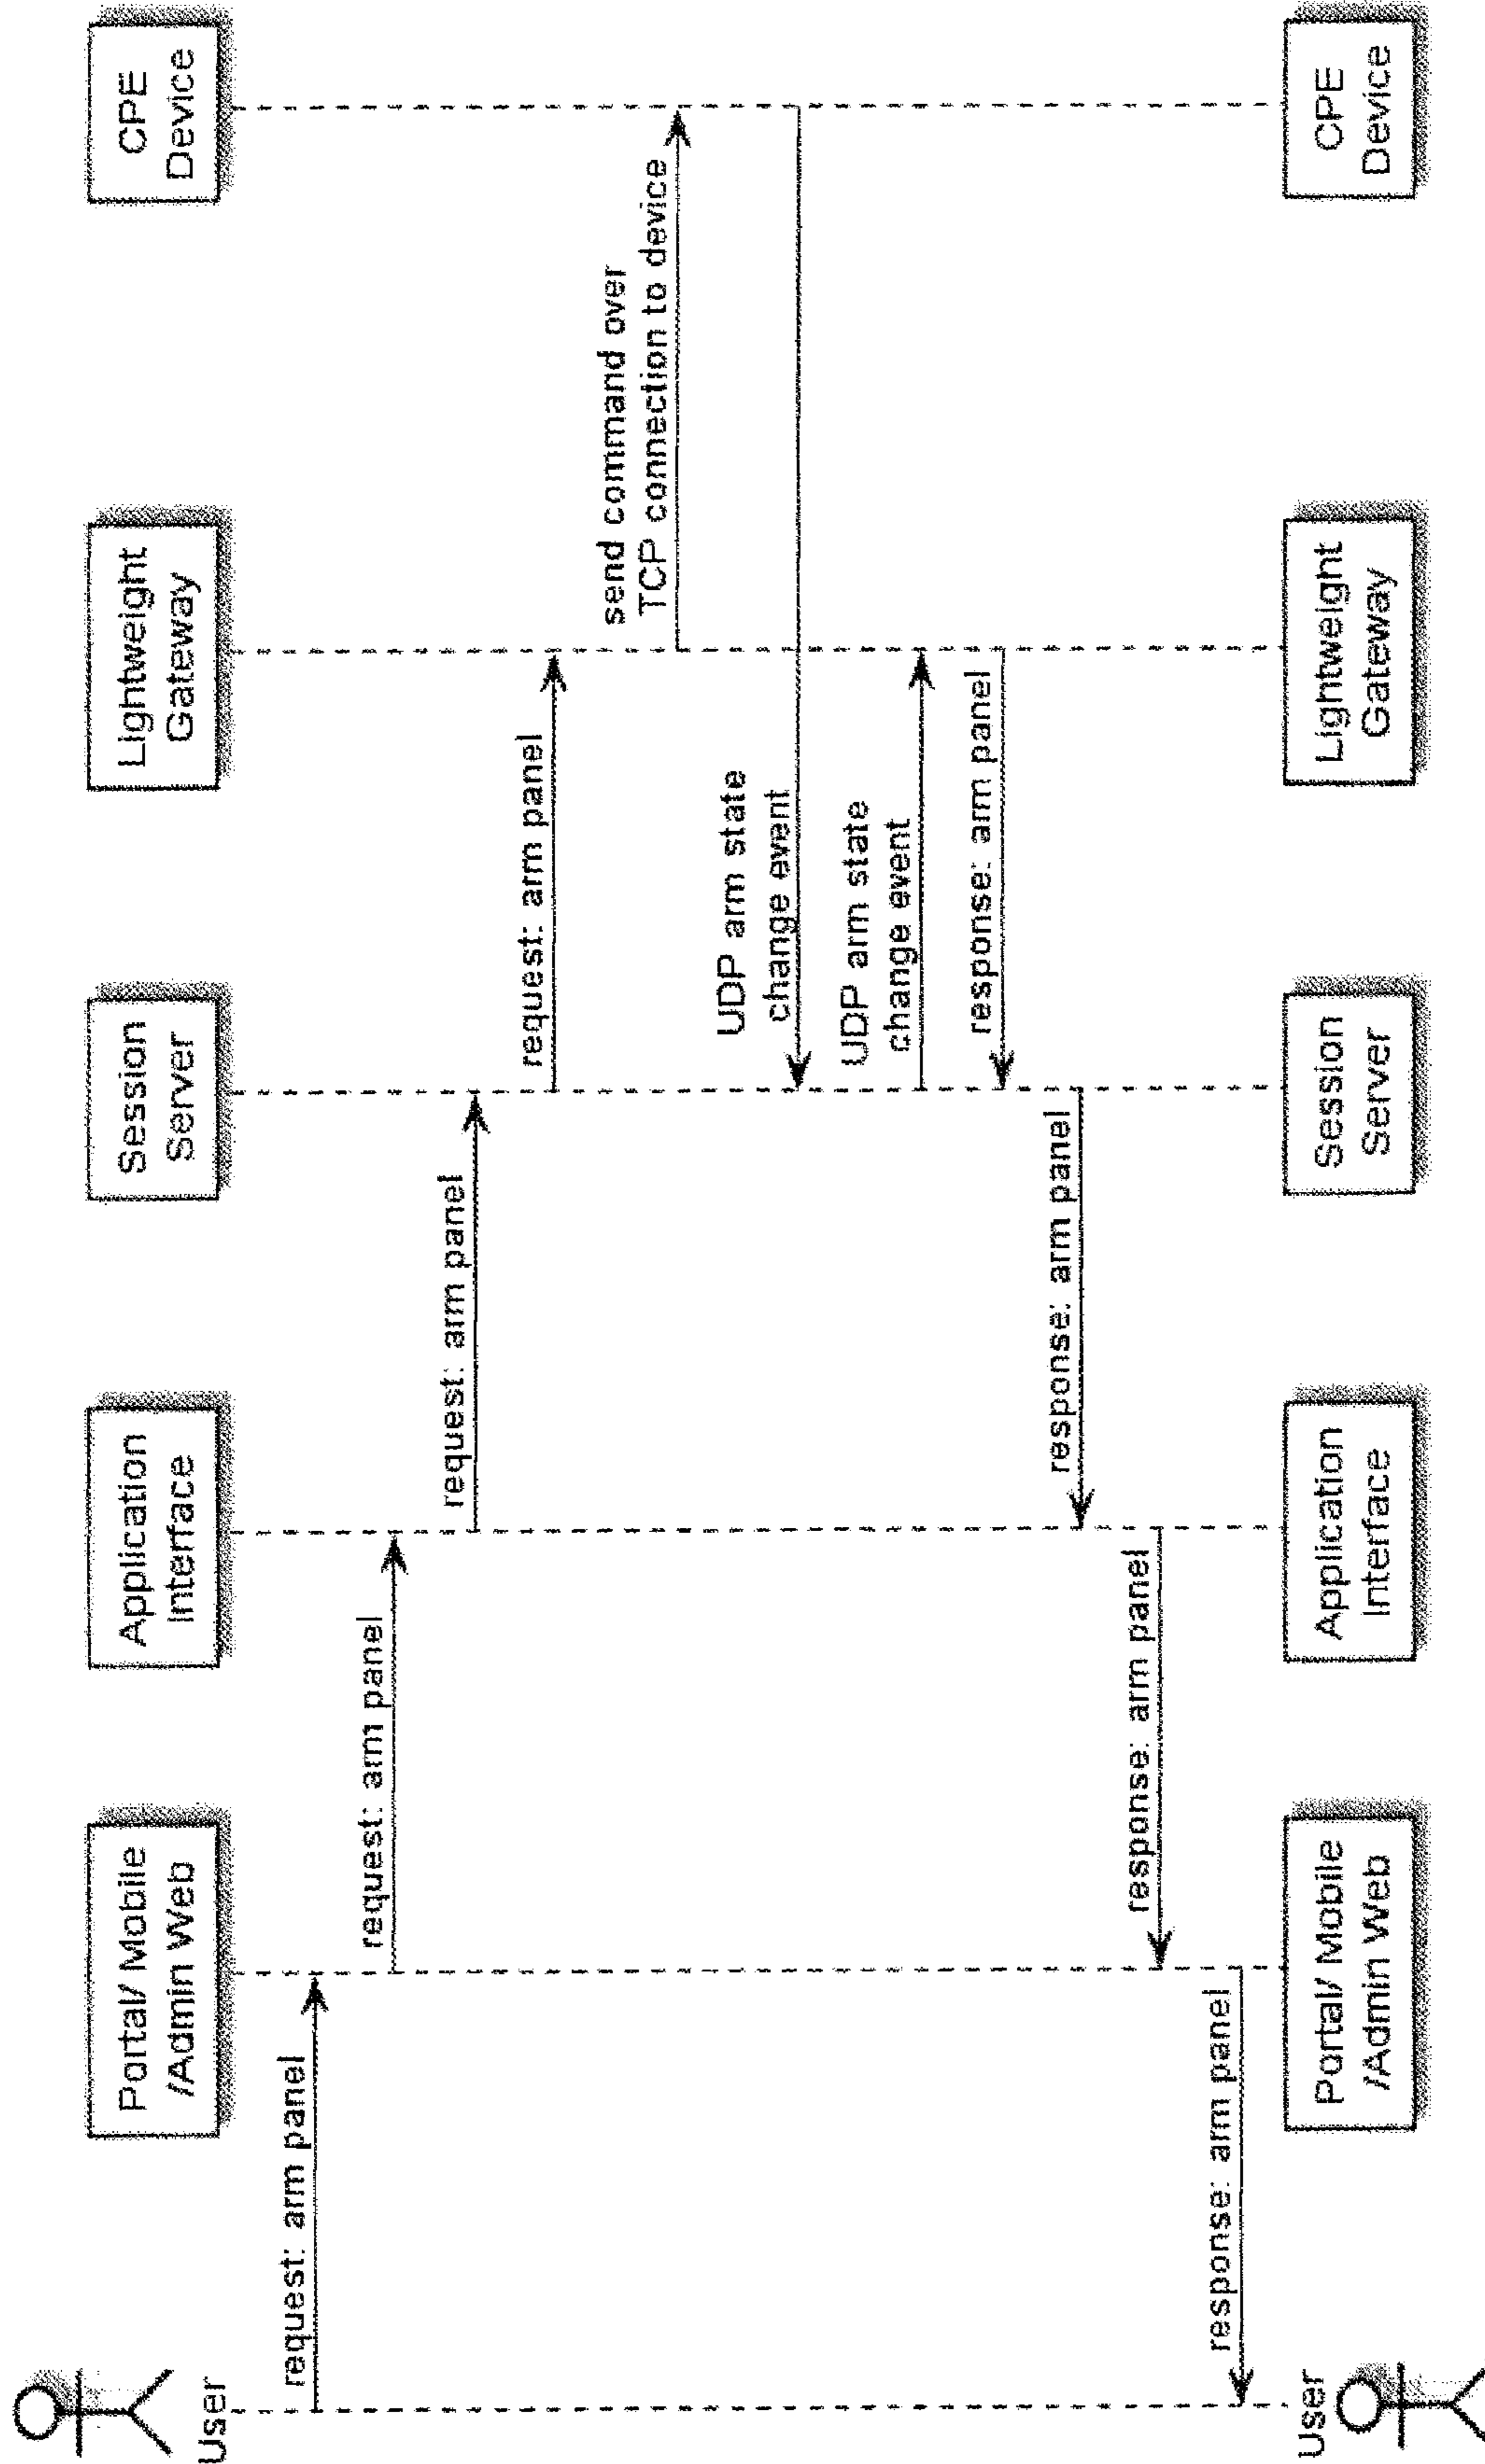 User
Portal/ Mobile
/Admin Web
Application
Interface
Session
Server
Lightweight
Gateway
CPE
Device
request: arm panel
request: arm panel
request: arm panel
request: arm panel
send command over
TCP connection to device
UDP arm state
change event
UDP arm state
change event
response: arm panel
response: arm panel
response: arm panel
response: arm panel
User
Portal/ Mobile
/Admin Web
Application
Interface
Session
Server
Lightweight
Gateway
CPE
Device